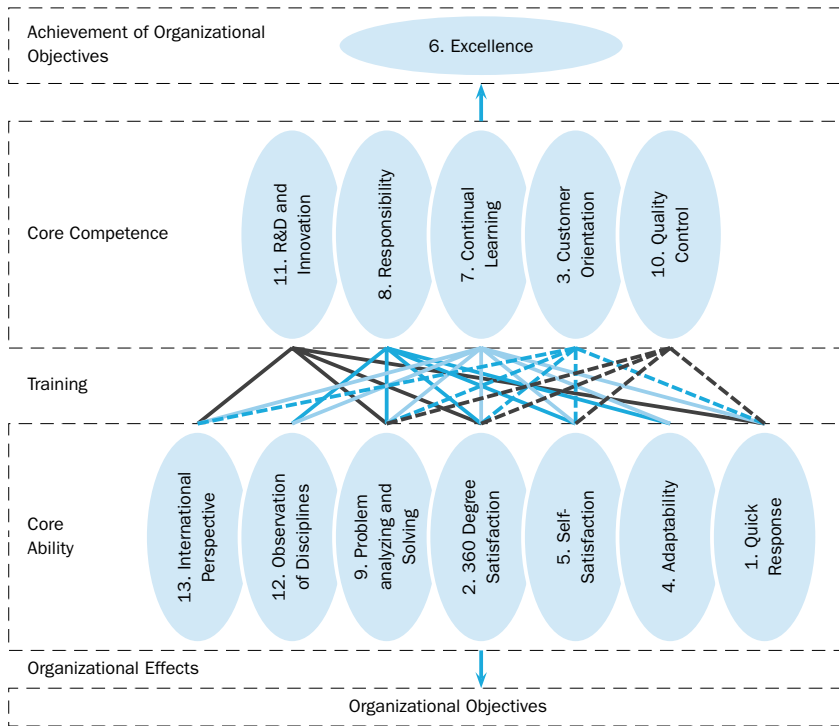 Achievement of Organizational
Objectives
6. Excellence
Core Competence
11. R&D and
Innovation
8. Responsibility
7. Continual
Learning
3. Customer
Orientation
10. Quality
Control
Training
Core
Ability
13. International
Perspective
12. Observation
of Disciplines
9. Problem
analyzing and
Solving
2. 360 Degree
Satisfaction
5. Self-
Satisfaction
4. Adaptability
1. Quick
Response
Organizational Effects
Organizational Objectives